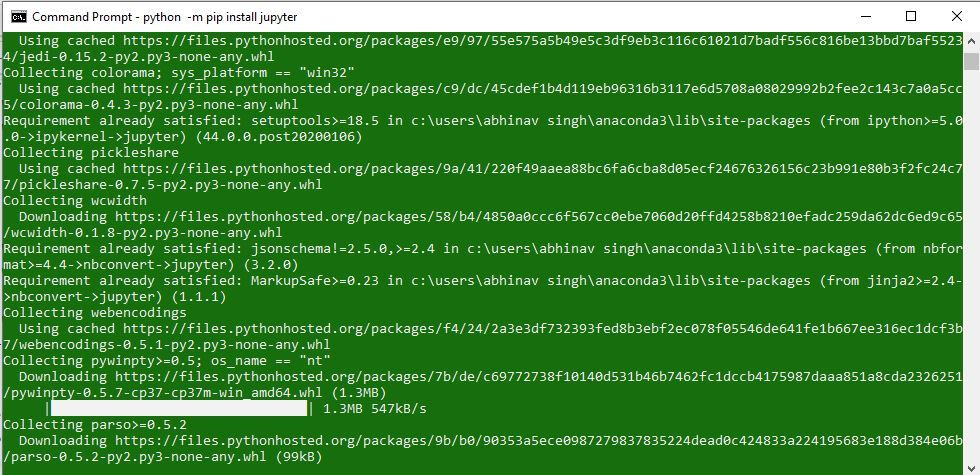 Command Prompt - python  -m pip install jupyter
Using cached https://files.pythonhosted.org/packages/e9/97/55e575a5b49e5c3df9eb3c116c61021d7badf556c816be13bbd7baf5523
4/jedi-0.15.2-py2.py3-none-any.whl
Collecting colorama; sys_platform == "win32"
Using cached https://files.pythonhosted.org/packages/c9/dc/45cdef1b4d119eb96316b3117e6d5708a08029992b2fee2c143c7a0a5cc
5/colorama-0.4.3-py2.py3-none-any.whl
Requirement already satisfied: setuptools>=18.5 in c:\users\abhinav singh\anaconda3\lib\site-packages (from ipython>=5.0
.0->ipykernel->jupyter) (44.0.0.post20200106)
Collecting pickleshare
Using cached https://files.pythonhosted.org/packages/9a/41/220f49aaea88bc6fa6cba8d05ecf24676326156c23b991e80b3f2fc24c7
7/pickleshare-0.7.5-py2.py3-none-any.whl
Collecting wcwidth
Downloading https://files.pythonhosted.org/packages/58/b4/4850a0ccc6f567cc0ebe7060d20ffd4258b8210efadc259da62dc6ed9c65
/wcwidth-0.1.8-py2.py3-none-any.whl
Requirement already satisfied: jsonschema!=2.5.0,>=2.4 in c:\users\abhinav singh\anaconda3\lib\site-packages (from nbfor
mat>=4.4->nbconvert->jupyter) (3.2.0)
Requirement already satisfied: MarkupSafe>=0.23 in c:\users\abhinav singh\anaconda3\lib\site-packages (from jinja2>=2.4-
>nbconvert->jupyter) (1.1.1)
Collecting webencodings
Using cached https://files.pythonhosted.org/packages/f4/24/2a3e3df732393fed8b3ebf2ec078f05546de641fe1b667ee316ec1dcf3b
7/webencodings-0.5.1-py2.py3-none-any.whl
Collecting pywinpty>=0.5; os_name == "nt"
Downloading https://files.pythonhosted.org/packages/7b/de/c69772738f10140d531b46b7462fc1dccb4175987daaa851a8cda2326251
/pywinpty-0.5.7-cp37-cp37m-win_amd64.whl (1.3MB)
|████████████████████████████████| 1.3MB 547kB/s
Collecting parso>=0.5.2
Downloading https://files.pythonhosted.org/packages/9b/b0/90353a5ece0987279837835224dead0c424833a224195683e188d384e06b
/parso-0.5.2-py2.py3-none-any.whl (99kB)